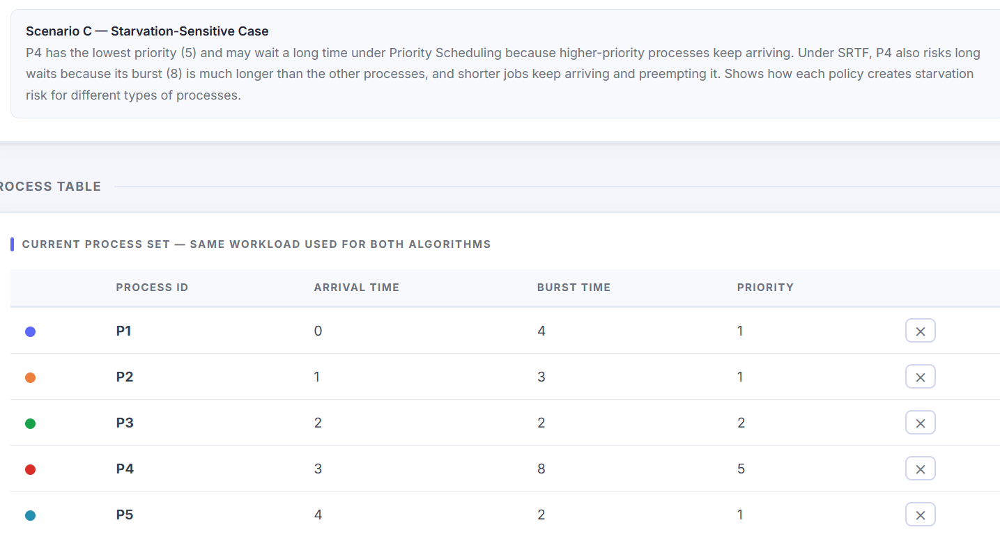 Scenario C — Starvation-Sensitive Case
P4 has the lowest priority (5) and may wait a long time under Priority Scheduling because higher-priority processes keep arriving. Under SRTF, P4 also risks long
waits because its burst (8) is much longer than the other processes, and shorter jobs keep arriving and preempting it. Shows how each policy creates starvation
risk for different types of processes.
ROCESS TABLE
CURRENT PROCESS SET — SAME WORKLOAD USED FOR BOTH ALGORITHMS
PROCESS ID ARRIVAL TIME BURST TIME PRIORITY
P1 0 4 1 ×
P2 1 3 1 ×
P3 2 2 2 ×
P4 3 8 5 ×
P5 4 2 1 ×